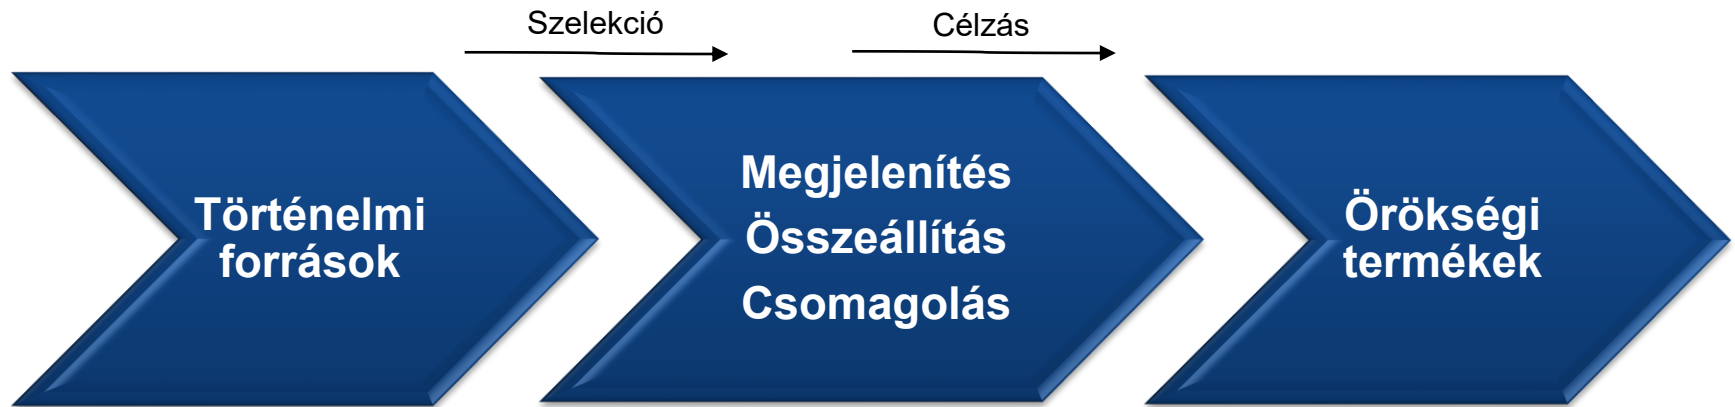 Szelekció
Célzás
Történelmi
források
Megjelenítés
Összeállítás
Csomagolás
Örökségi
termékek